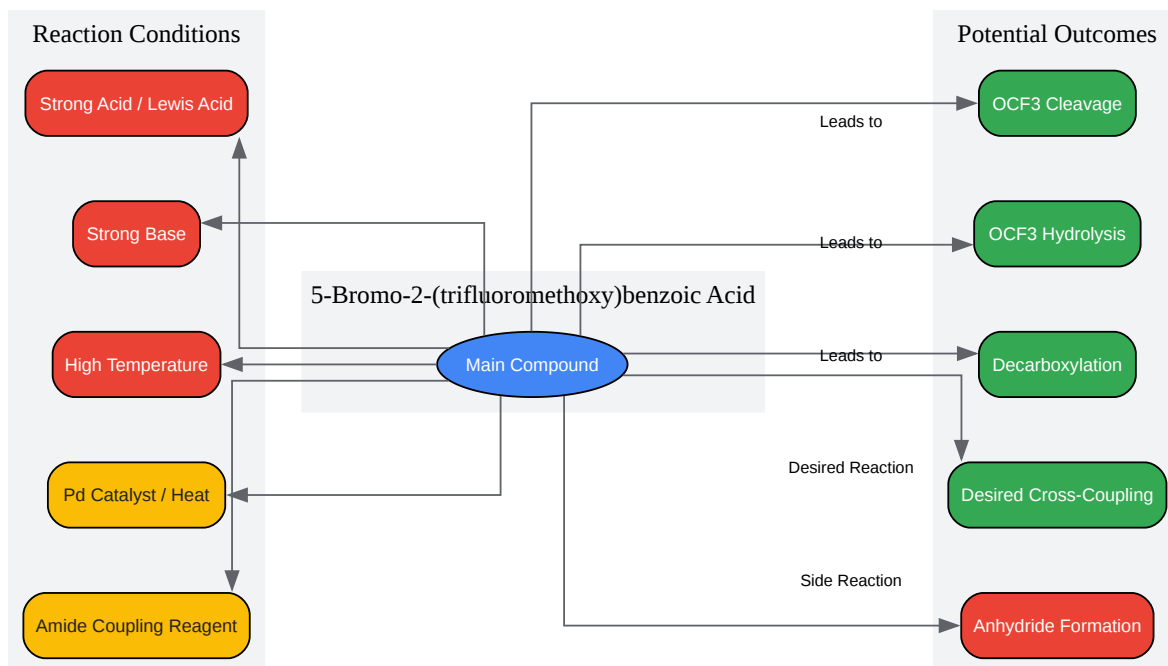 Reaction Conditions
Strong Acid / Lewis Acid
Strong Base
High Temperature
Pd Catalyst / Heat
Amide Coupling Reagent
5-Bromo-2-(trifluoromethoxy)benzoic Acid
Main Compound
Leads to
Leads to
Leads to
Desired Reaction
Side Reaction
Potential Outcomes
OCF3 Cleavage
OCF3 Hydrolysis
Decarboxylation
Desired Cross-Coupling
Anhydride Formation